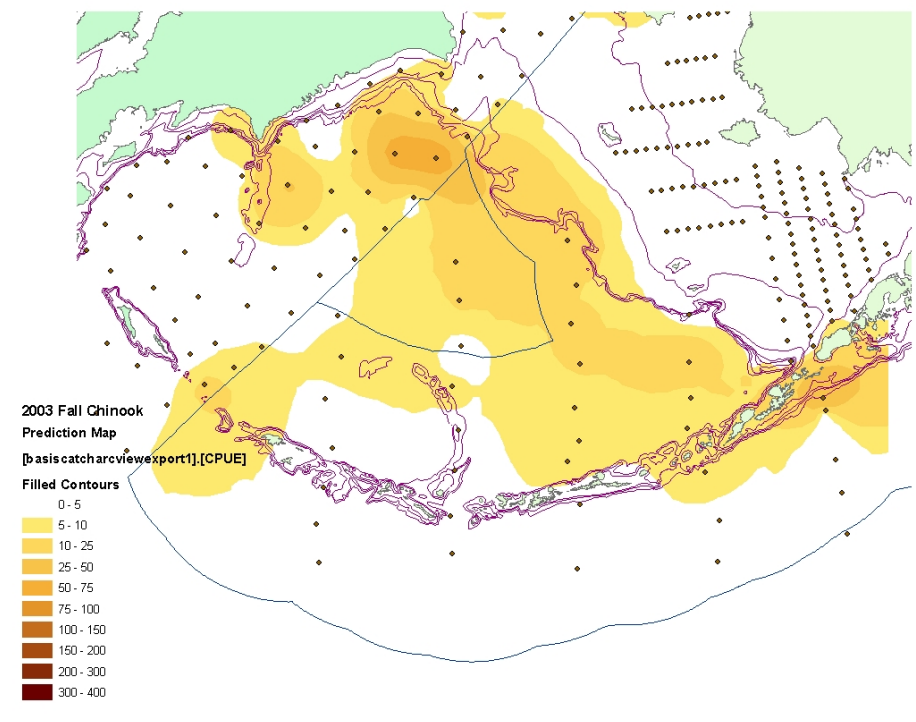 2003 Fall Chinook
Prediction Map
[basiscatcharcviewexport1].[CPUE]
Filled Contours
0 - 5
5 - 10
10 - 25
25 - 50
50 - 75
75 - 100
100 - 150
150 - 200
200 - 300
300 - 400